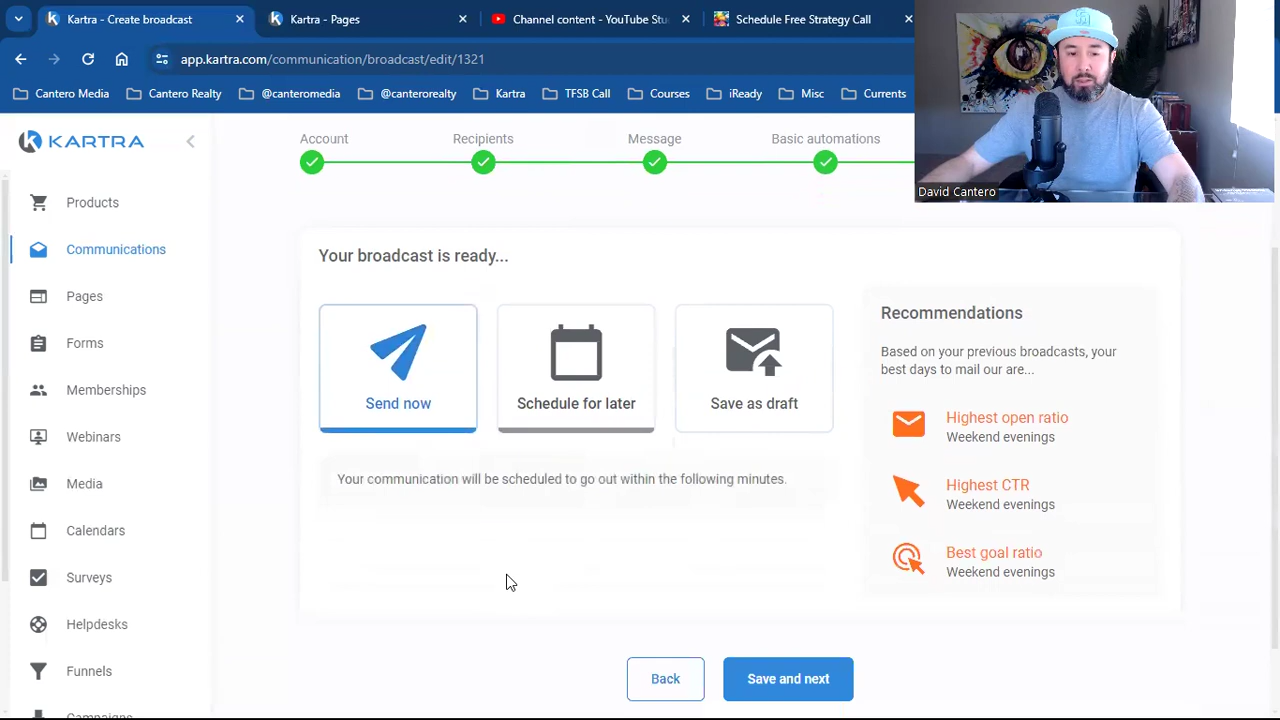 Kartra - Create broadcast
Kartra - Pages
Channel content - YouTube Stu
Schedule Free Strategy Call
app.kartra.com/communication/broadcast/edit/1321
Cantero Media
Cantero Realty
@canteromedia
@canterorealty
Kartra
TFSB Call
Courses
iReady
Misc
Currents
David Cantero
KARTRA
Products
Communications
Pages
Forms
Memberships
Webinars
Media
Calendars
Surveys
Helpdesks
Funnels
Campaigns
Account
Recipients
Message
Basic automations
Your broadcast is ready...
Send now
Schedule for later
Save as draft
Your communication will be scheduled to go out within the following minutes.
Recommendations
Based on your previous broadcasts, your
best days to mail our are...
Highest open ratio
Weekend evenings
Highest CTR
Weekend evenings
Best goal ratio
Weekend evenings
Back
Save and next